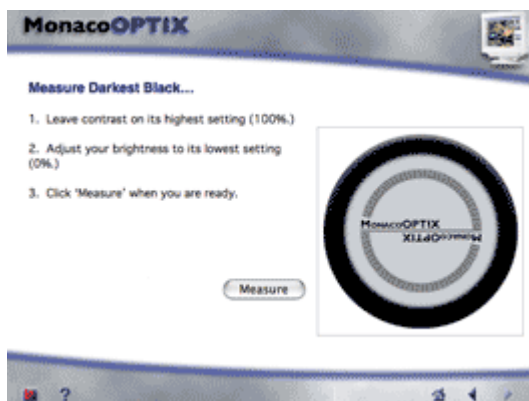 MonacoOPTIX
Measure Darkest Black...
1. Leave contrast on its highest setting (100%.)
2. Adjust your brightness to its lowest setting
(0%.)
3. Click 'Measure' when you are ready.
MONACOOPTIX
MONACOOPTIX
Measure
?